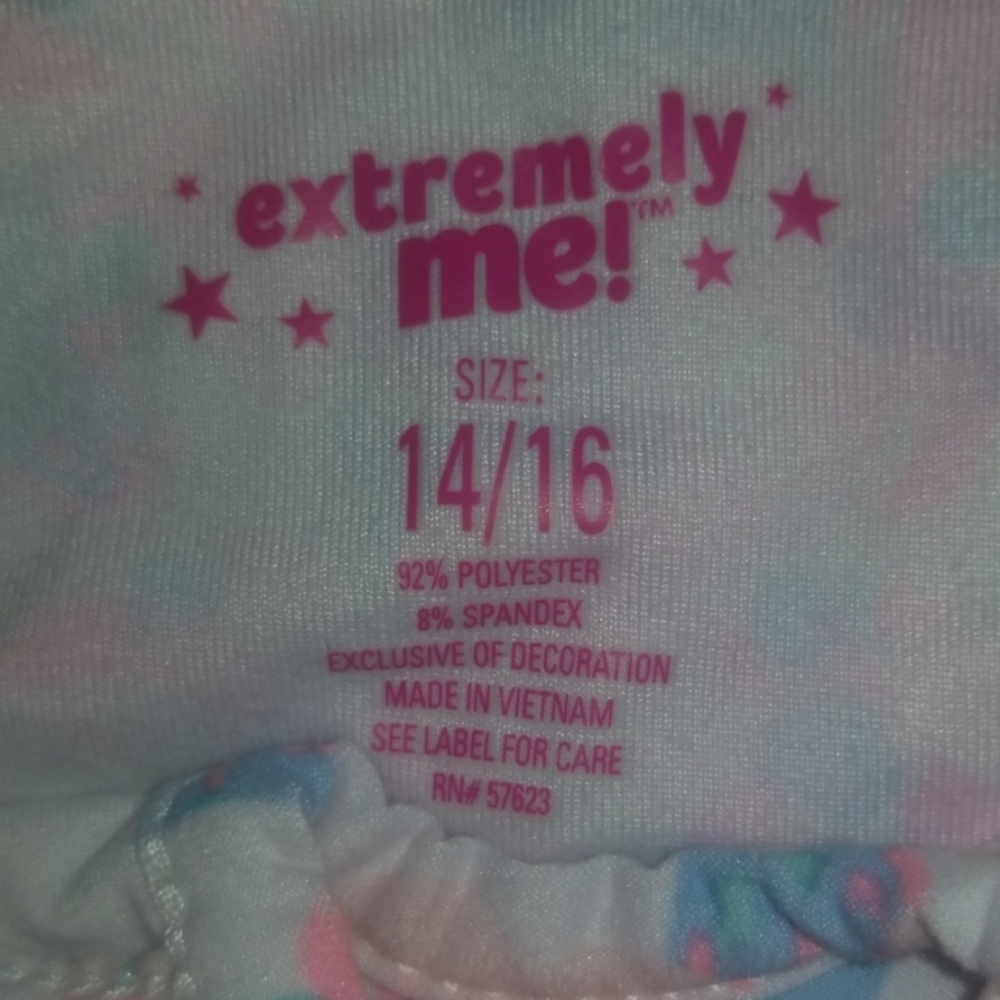 extremely
me!™
SIZE:
14/16
92% POLYESTER
8% SPANDEX
EXCLUSIVE OF DECORATION
MADE IN VIETNAM
SEE LABEL FOR CARE
RN# 57623